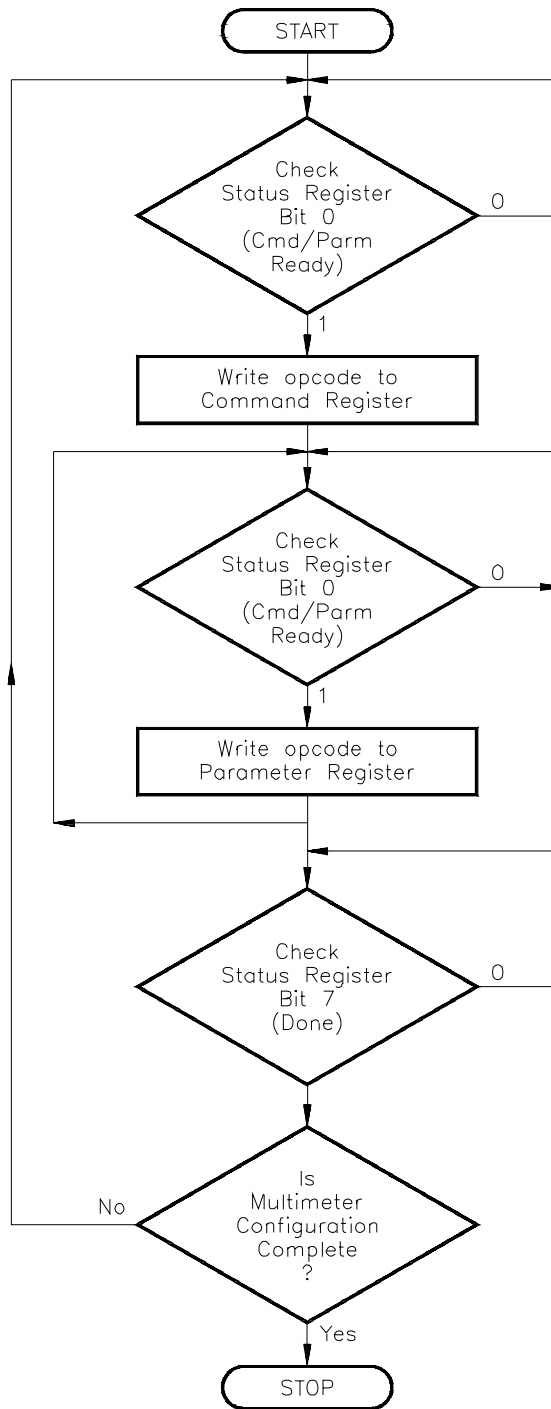 START
Check
Status Register
Bit 0
(Cmd/Parm
Ready)
0
1
Write opcode to
Command Register
Check
Status Register
Bit 0
(Cmd/Parm
Ready)
0
1
Write opcode to
Parameter Register
Check
Status Register
Bit 7
(Done)
0
Is
Multimeter
Configuration
Complete
?
No
Yes
STOP